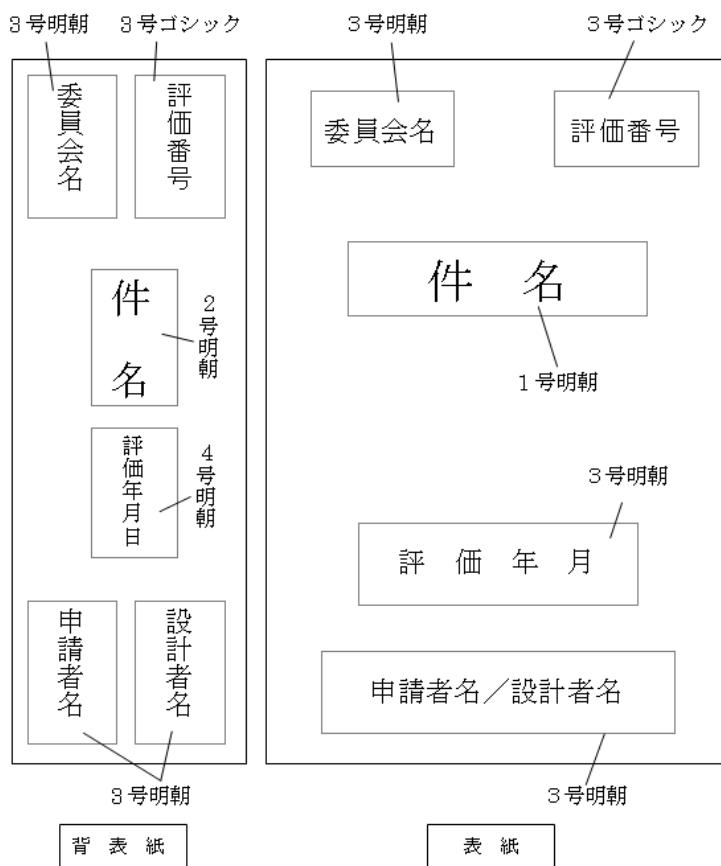 3号明朝
3号ゴシック
委員会名
評価番号
件名
2号明朝
評価年月日
4号明朝
申請者名
設計者名
3号明朝
背表紙
3号明朝
3号ゴシック
委員会名
評価番号
件 名
1号明朝
3号明朝
評 価 年 月
申請者名／設計者名
3号明朝
表 紙